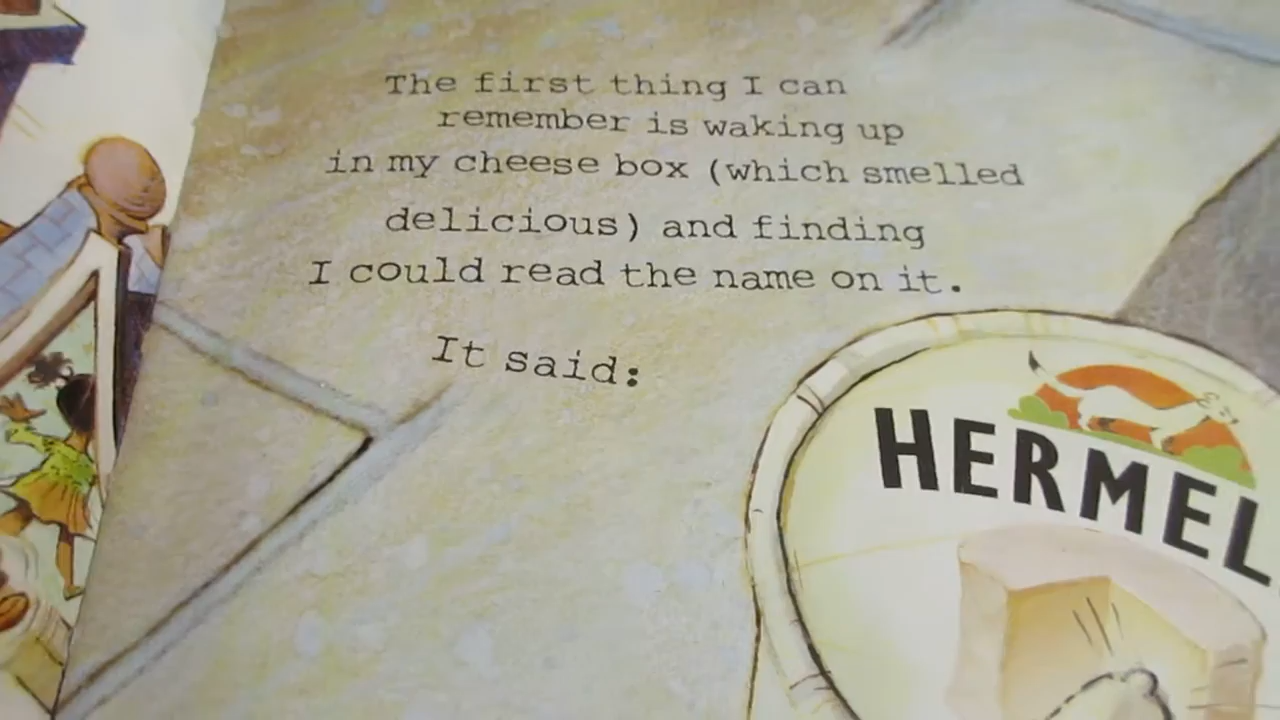 The first thing I can
remember is waking up
in my cheese box (which smelled
delicious) and finding
I could read the name on it.
It said:
HERMEL